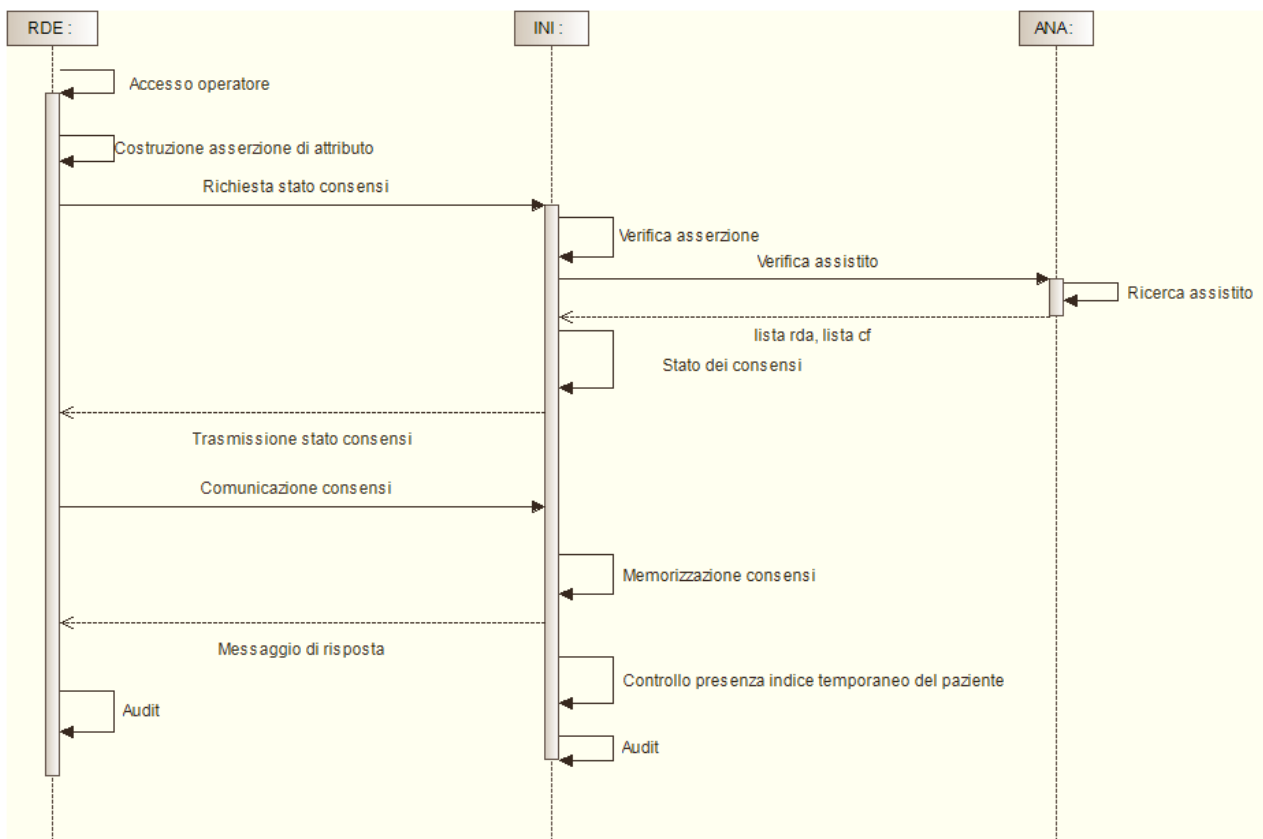 RDE :
INI :
ANA:
Accesso operatore
Costruzione asserzione di attributo
Richiesta stato consensi
Verifica asserzione
Verifica assistito
Ricerca assistito
lista rda, lista cf
Stato dei consensi
Trasmissione stato consensi
Comunicazione consensi
Memorizzazione consensi
Messaggio di risposta
Controllo presenza indice temporaneo del paziente
Audit
Audit